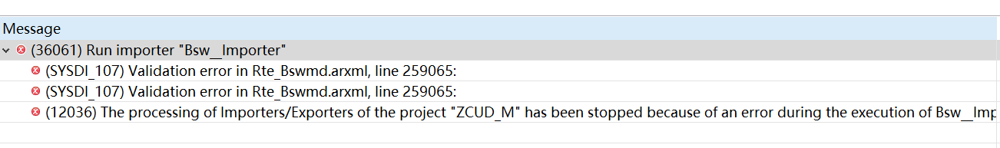 Message
(36061) Run importer "Bsw__Importer"
(SYSDI_107) Validation error in Rte_Bswmd.arxml, line 259065:
(SYSDI_107) Validation error in Rte_Bswmd.arxml, line 259065:
(12036) The processing of Importers/Exporters of the project "ZCUD_M" has been stopped because of an error during the execution of Bsw__Imp